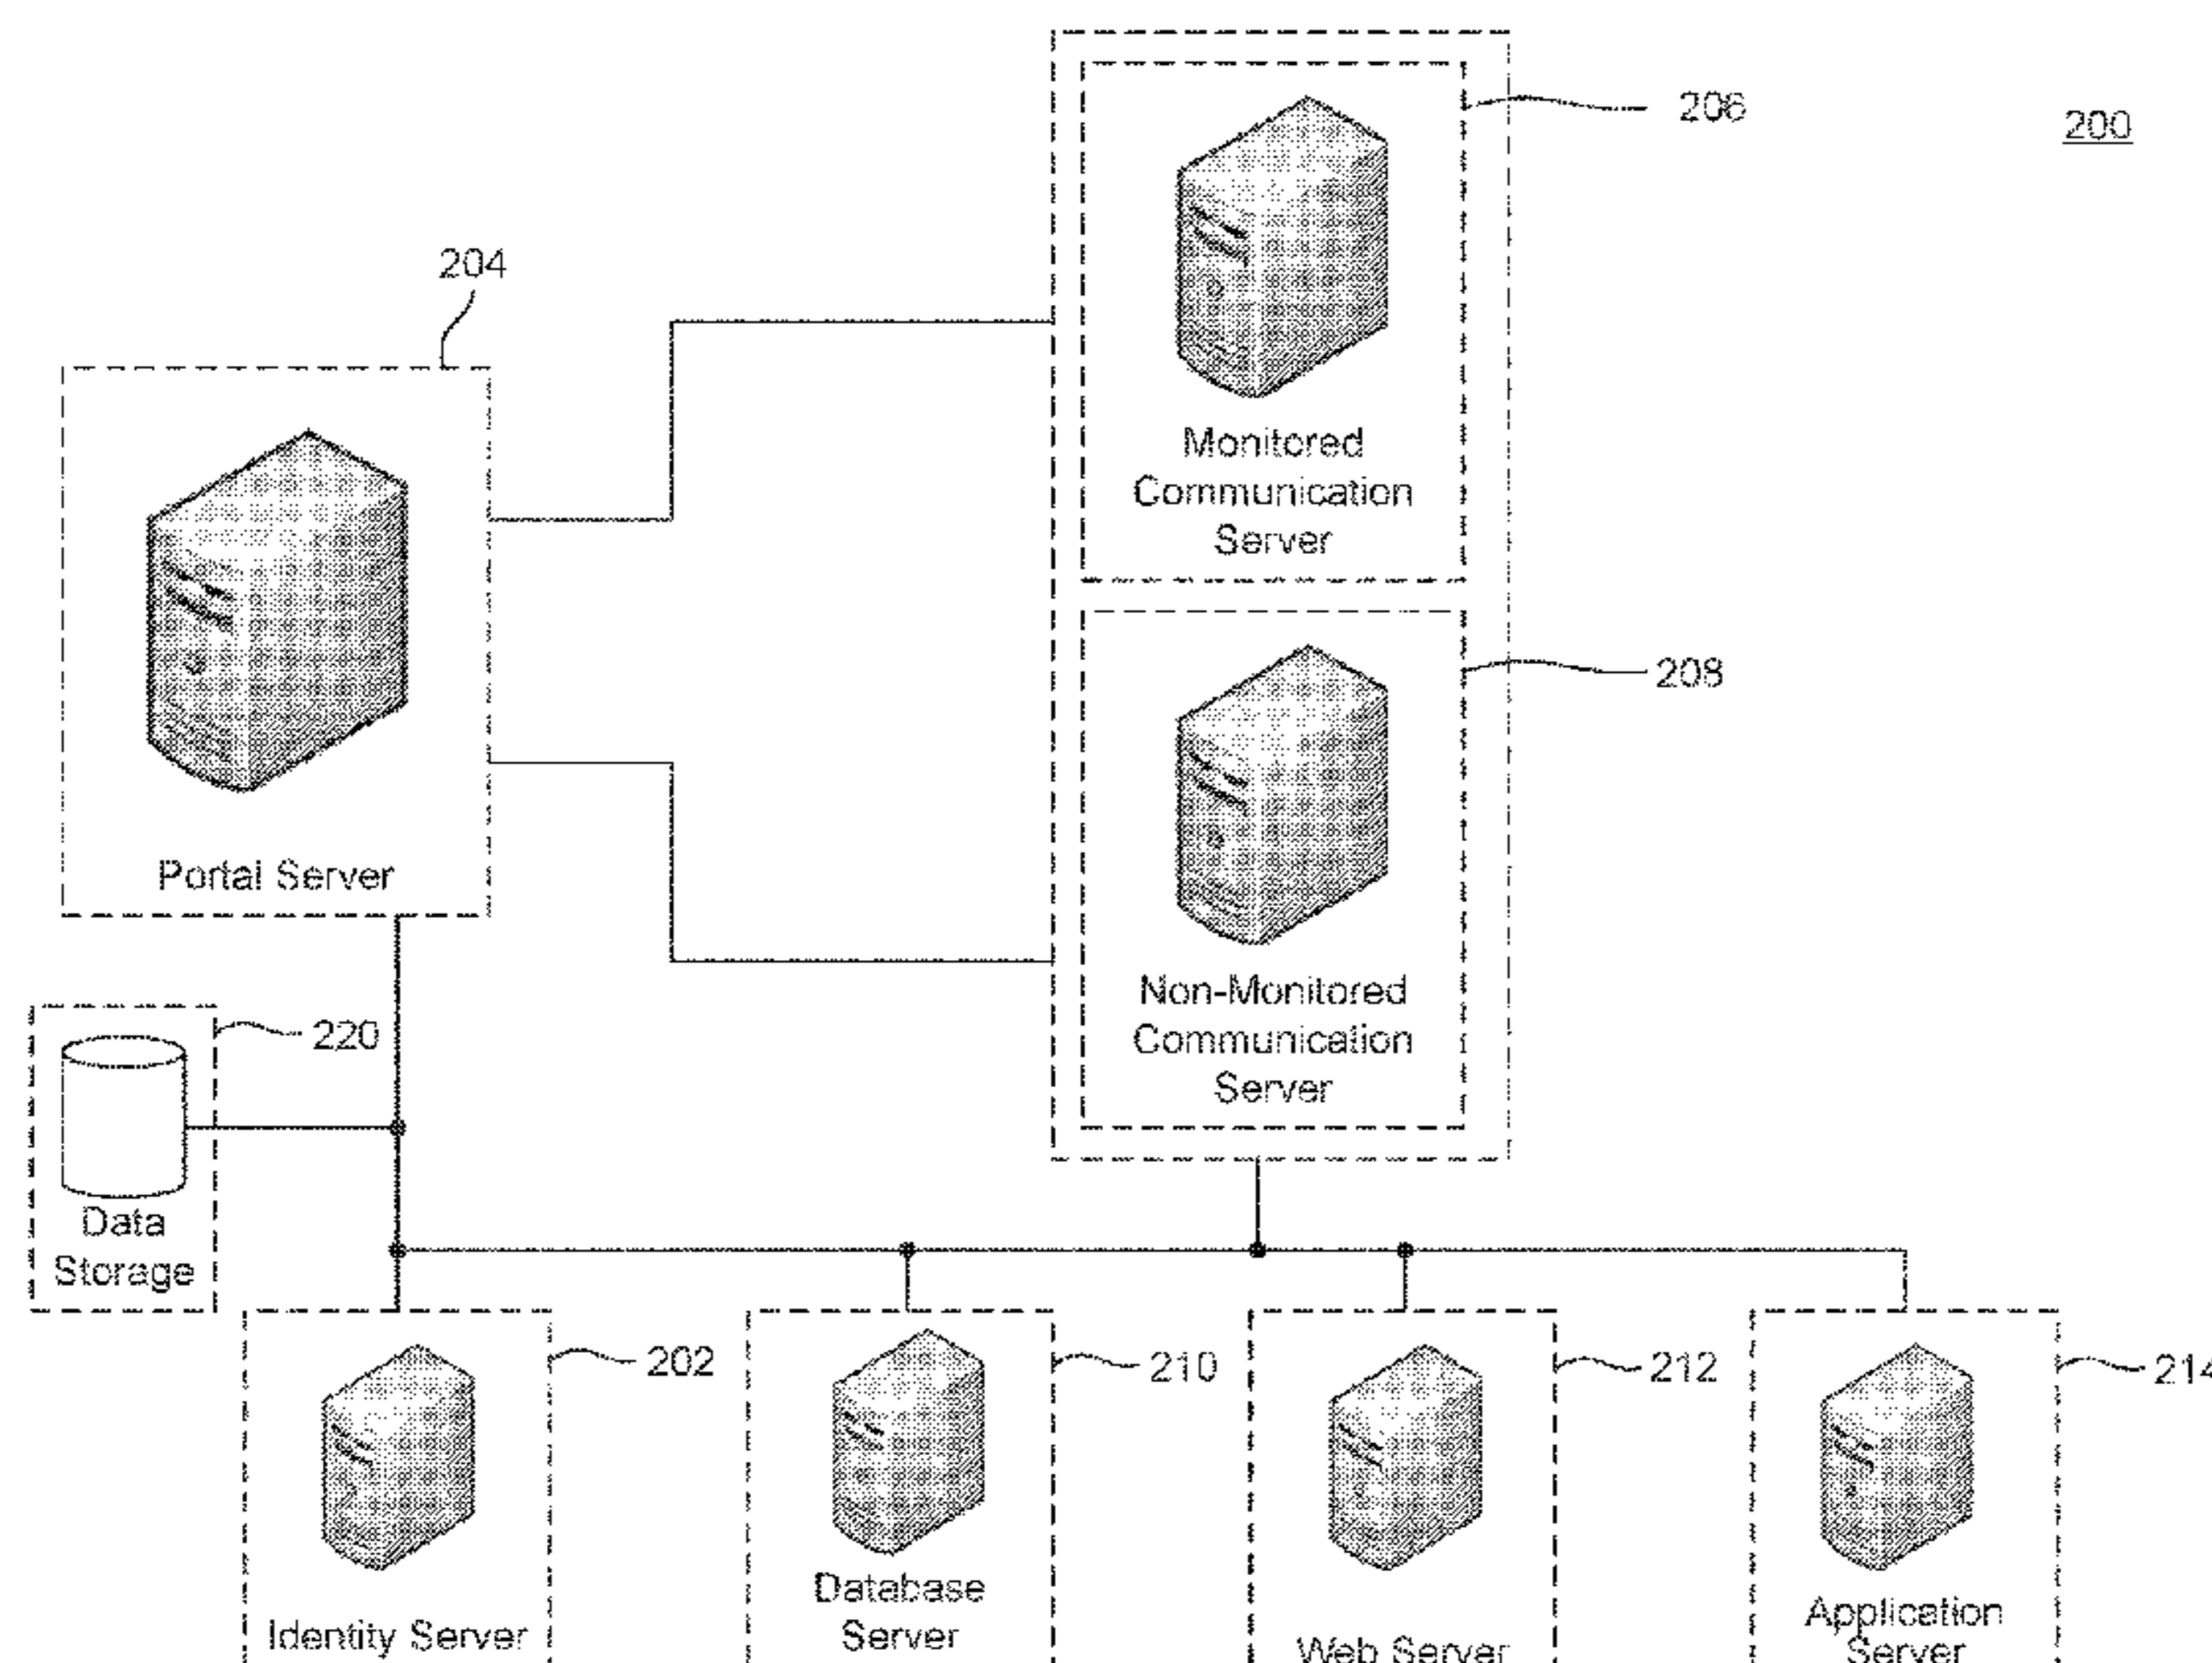 206
200
204
Monitored
Communication
Server
208
Portal Server
Non-Monitored
Communication
Server
220
Data
Storage
202
210
212
214
Identity Server
Database
Server
Web Server
Application
Server